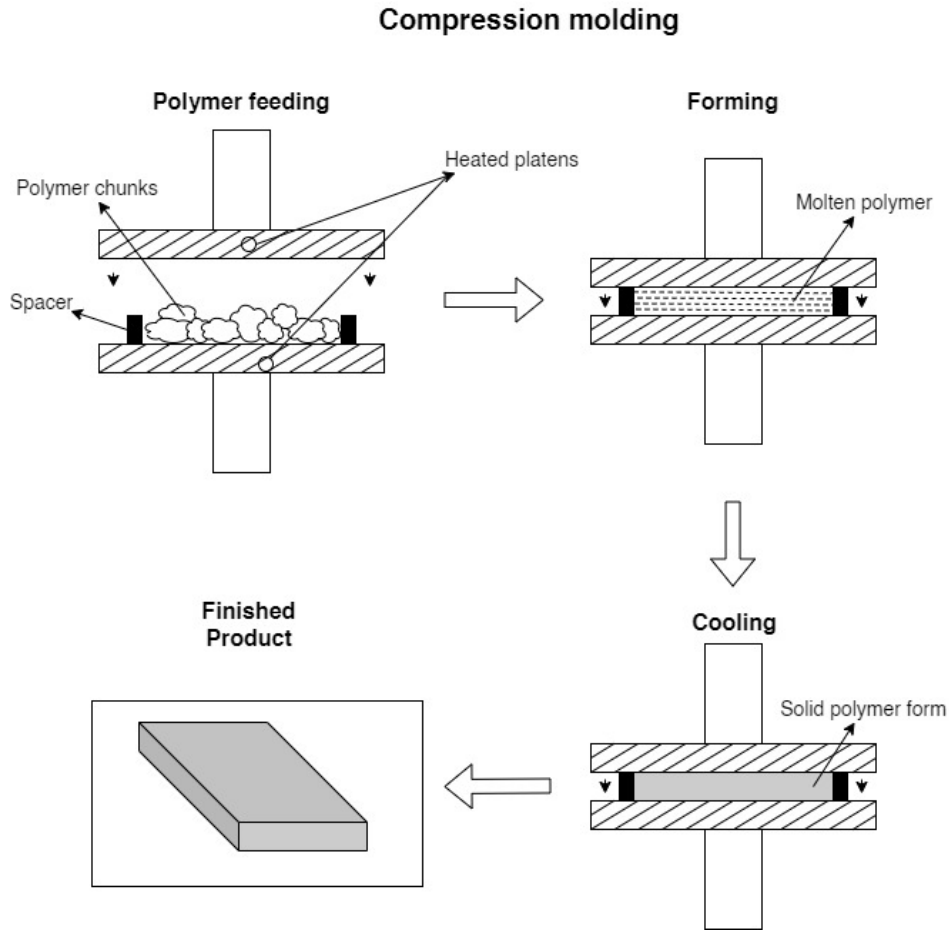 Compression molding
Polymer feeding
Forming
Heated platens
Polymer chunks
Molten polymer
Spacer
Finished
Product
Cooling
Solid polymer form